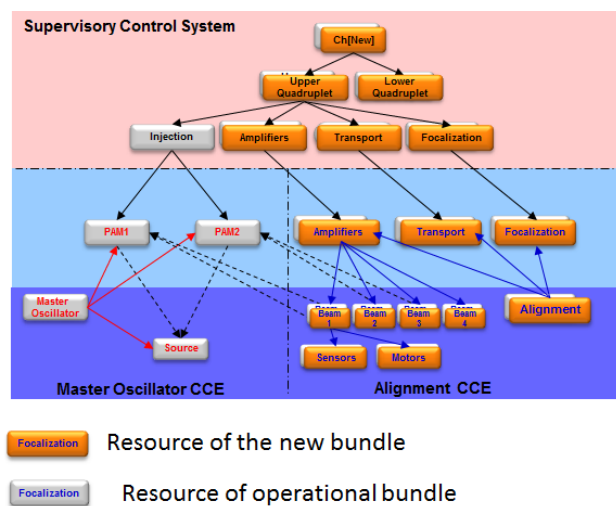 Supervisory Control System
Ch[New]
Upper
Quadruplet
Lower
Quadruplet
Injection
Amplifiers
Transport
Focalization
PAM1
PAM2
Amplifiers
Transport
Focalization
Master
Oscillator
Beam
1
Beam
2
Beam
3
Beam
4
Alignment
Source
Sensors
Motors
Master Oscillator CCE
Alignment CCE
Focalization
Resource of the new bundle
Focalization
Resource of operational bundle